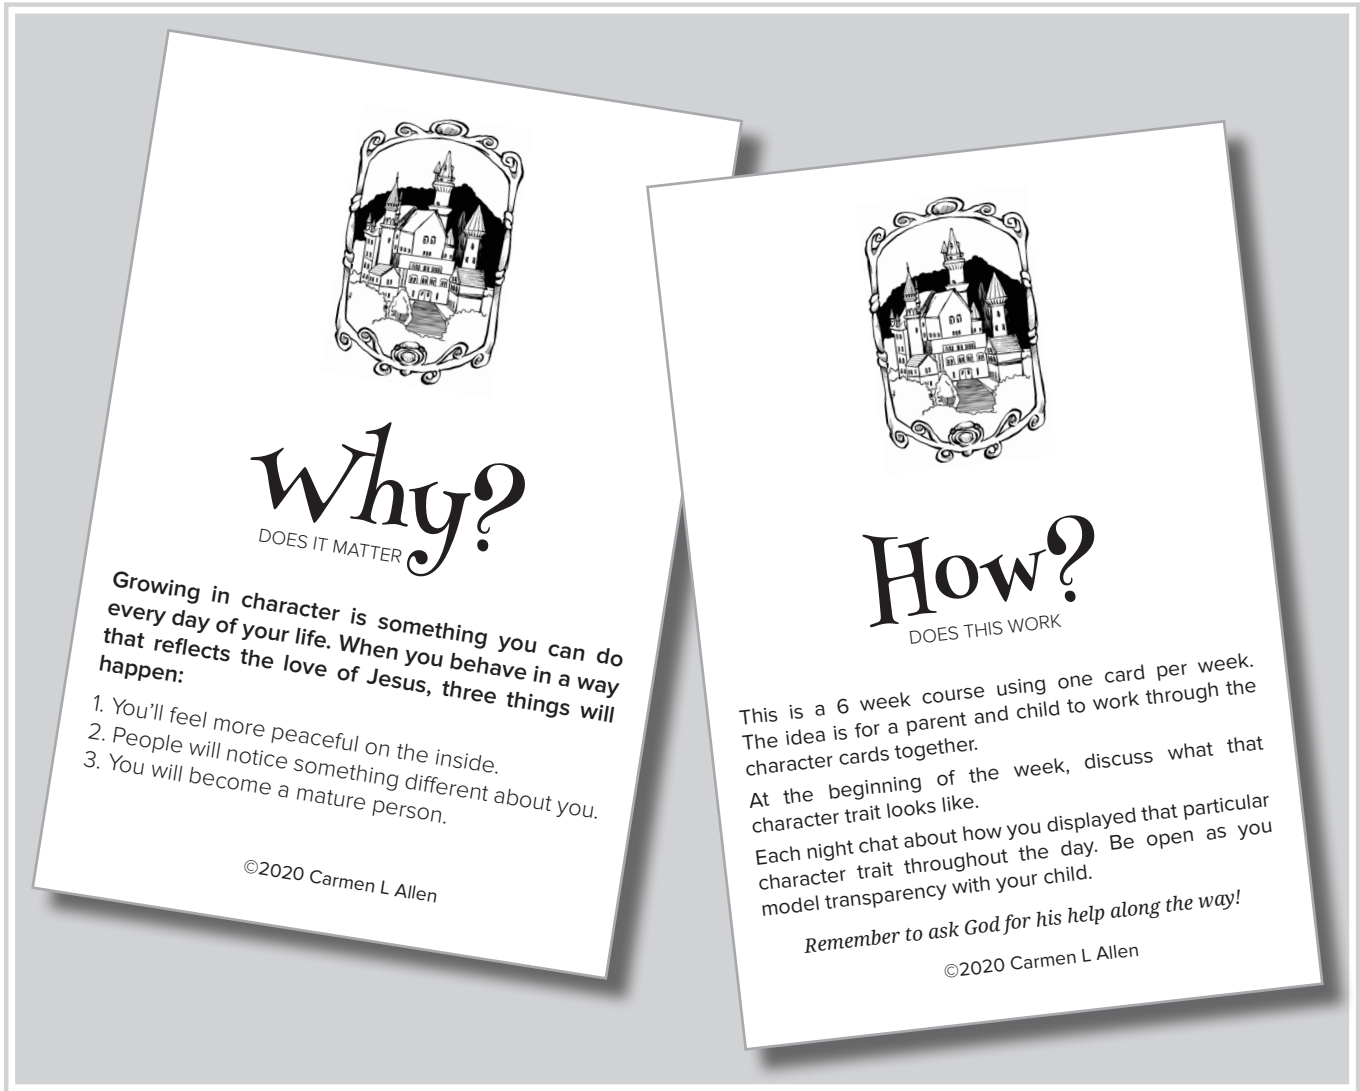 Why?
DOES IT MATTER
Growing in character is something you can do
every day of your life. When you behave in a way
that reflects the love of Jesus, three things will
happen:
1. You’ll feel more peaceful on the inside.
2. People will notice something different about you.
3. You will become a mature person.
©2020 Carmen L Allen
How?
DOES THIS WORK
This is a 6 week course using one card per week.
The idea is for a parent and child to work through the
character cards together.
At the beginning of the week, discuss what that
character trait looks like.
Each night chat about how you displayed that particular
character trait throughout the day. Be open as you
model transparency with your child.
Remember to ask God for his help along the way!
©2020 Carmen L Allen